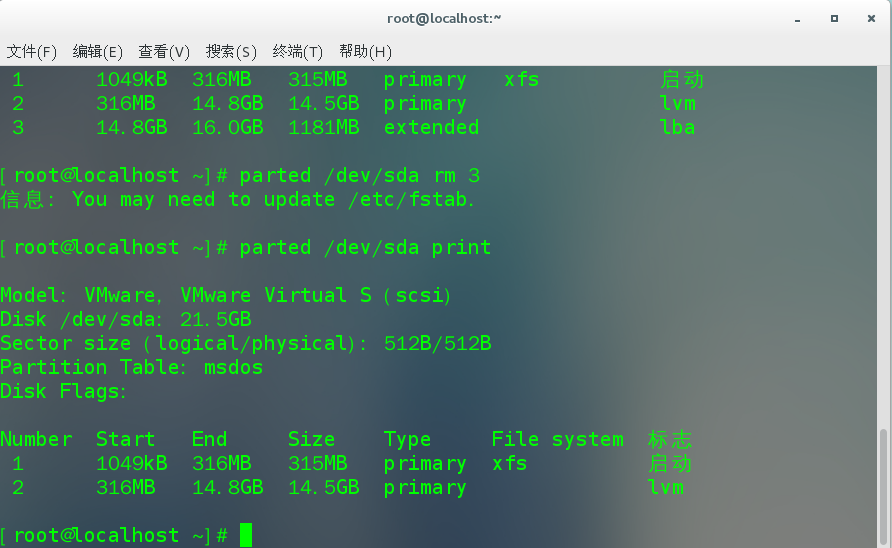 root@localhost:~
文件(F) 编辑(E) 查看(V) 搜索(S) 终端(T) 帮助(H)
1 1049kB 316MB 315MB primary xfs 启动
2 316MB 14.8GB 14.5GB primary lvm
3 14.8GB 16.0GB 1181MB extended lba
[root@localhost ~]# parted /dev/sda rm 3
信息: You may need to update /etc/fstab.
[root@localhost ~]# parted /dev/sda print
Model: VMware, VMware Virtual S (scsi)
Disk /dev/sda: 21.5GB
Sector size (logical/physical): 512B/512B
Partition Table: msdos
Disk Flags:
Number Start End Size Type File system 标志
1 1049kB 316MB 315MB primary xfs 启动
2 316MB 14.8GB 14.5GB primary lvm
[root@localhost ~]#